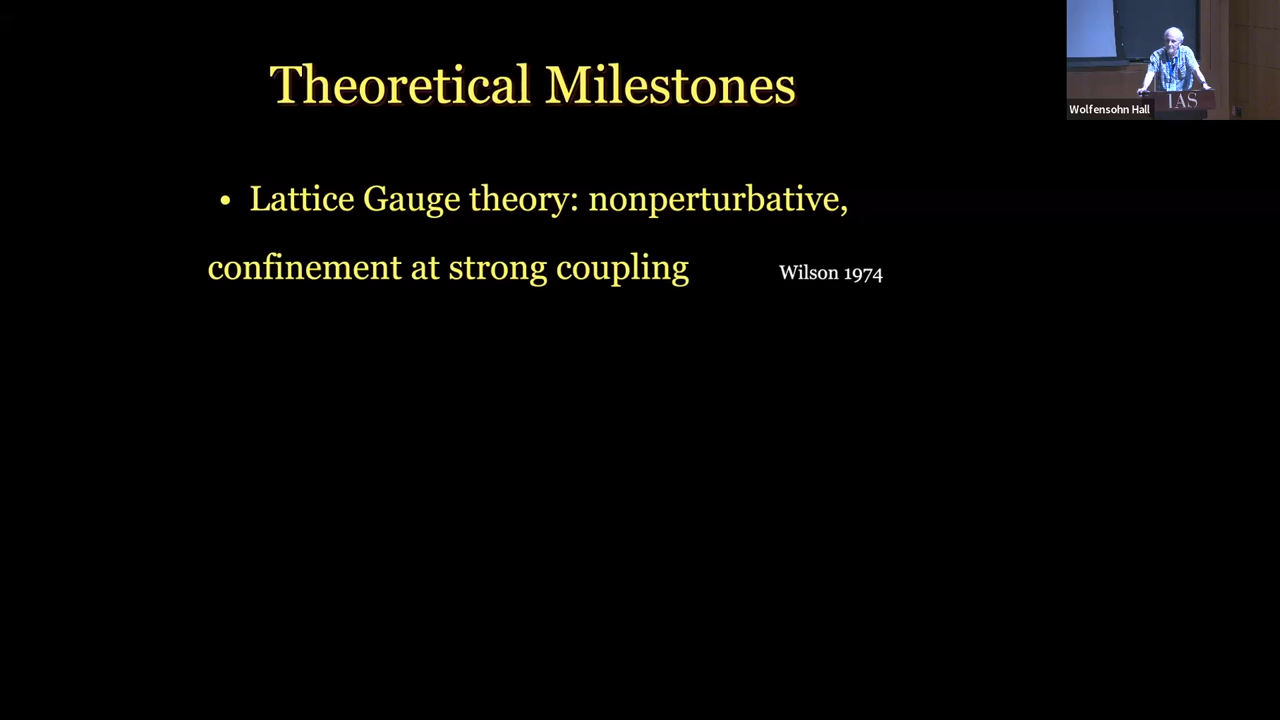 Theoretical Milestones
• Lattice Gauge theory: nonperturbative,
confinement at strong coupling Wilson 1974
IAS
Wolfensohn Hall